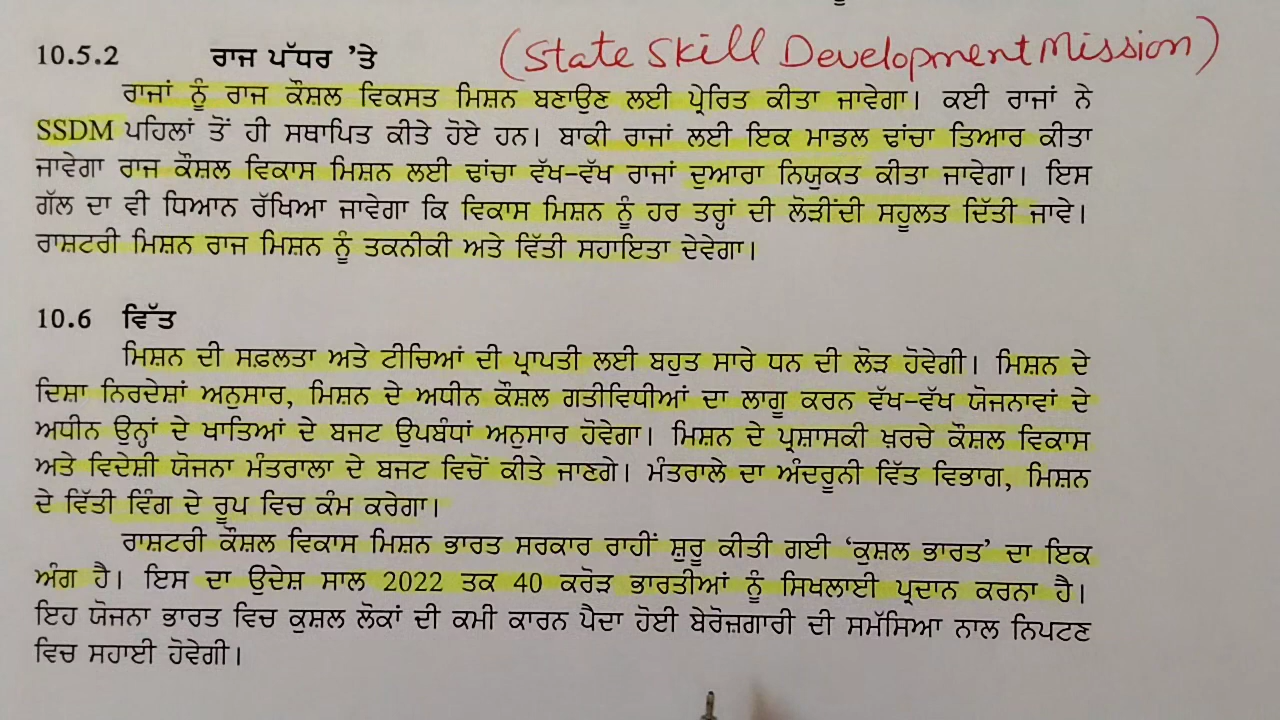 10.5.2 ਰਾਜ ਪੱਧਰ ’ਤੇ (State Skill Development Mission)
ਰਾਜਾਂ ਨੂੰ ਰਾਜ ਕੌਸ਼ਲ ਵਿਕਸਤ ਮਿਸ਼ਨ ਬਣਾਉਣ ਲਈ ਪ੍ਰੇਰਿਤ ਕੀਤਾ ਜਾਵੇਗਾ। ਕਈ ਰਾਜਾਂ ਨੇ
SSDM ਪਹਿਲਾਂ ਤੋਂ ਹੀ ਸਥਾਪਿਤ ਕੀਤੇ ਹੋਏ ਹਨ। ਬਾਕੀ ਰਾਜਾਂ ਲਈ ਇਕ ਮਾਡਲ ਢਾਂਚਾ ਤਿਆਰ ਕੀਤਾ
ਜਾਵੇਗਾ ਰਾਜ ਕੌਸ਼ਲ ਵਿਕਾਸ ਮਿਸ਼ਨ ਲਈ ਢਾਂਚਾ ਵੱਖ-ਵੱਖ ਰਾਜਾਂ ਦੁਆਰਾ ਨਿਯੁਕਤ ਕੀਤਾ ਜਾਵੇਗਾ। ਇਸ
ਗੱਲ ਦਾ ਵੀ ਧਿਆਨ ਰੱਖਿਆ ਜਾਵੇਗਾ ਕਿ ਵਿਕਾਸ ਮਿਸ਼ਨ ਨੂੰ ਹਰ ਤਰ੍ਹਾਂ ਦੀ ਲੋੜੀਂਦੀ ਸਹੂਲਤ ਦਿੱਤੀ ਜਾਵੇ।
ਰਾਸ਼ਟਰੀ ਮਿਸ਼ਨ ਰਾਜ ਮਿਸ਼ਨ ਨੂੰ ਤਕਨੀਕੀ ਅਤੇ ਵਿੱਤੀ ਸਹਾਇਤਾ ਦੇਵੇਗਾ।
10.6 ਵਿੱਤ
ਮਿਸ਼ਨ ਦੀ ਸਫ਼ਲਤਾ ਅਤੇ ਟੀਚਿਆਂ ਦੀ ਪ੍ਰਾਪਤੀ ਲਈ ਬਹੁਤ ਸਾਰੇ ਧਨ ਦੀ ਲੋੜ ਹੋਵੇਗੀ। ਮਿਸ਼ਨ ਦੇ
ਦਿਸ਼ਾ ਨਿਰਦੇਸ਼ਾਂ ਅਨੁਸਾਰ, ਮਿਸ਼ਨ ਦੇ ਅਧੀਨ ਕੌਸ਼ਲ ਗਤੀਵਿਧੀਆਂ ਦਾ ਲਾਗੂ ਕਰਨ ਵੱਖ-ਵੱਖ ਯੋਜਨਾਵਾਂ ਦੇ
ਅਧੀਨ ਉਨ੍ਹਾਂ ਦੇ ਖਾਤਿਆਂ ਦੇ ਬਜਟ ਉਪਬੰਧਾਂ ਅਨੁਸਾਰ ਹੋਵੇਗਾ। ਮਿਸ਼ਨ ਦੇ ਪ੍ਰਸ਼ਾਸਕੀ ਖ਼ਰਚੇ ਕੌਸ਼ਲ ਵਿਕਾਸ
ਅਤੇ ਵਿਦੇਸ਼ੀ ਯੋਜਨਾ ਮੰਤਰਾਲਾ ਦੇ ਬਜਟ ਵਿਚੋਂ ਕੀਤੇ ਜਾਣਗੇ। ਮੰਤਰਾਲੇ ਦਾ ਅੰਦਰੂਨੀ ਵਿੱਤ ਵਿਭਾਗ, ਮਿਸ਼ਨ
ਦੇ ਵਿੱਤੀ ਵਿੰਗ ਦੇ ਰੂਪ ਵਿਚ ਕੰਮ ਕਰੇਗਾ।
ਰਾਸ਼ਟਰੀ ਕੌਸ਼ਲ ਵਿਕਾਸ ਮਿਸ਼ਨ ਭਾਰਤ ਸਰਕਾਰ ਰਾਹੀਂ ਸ਼ੁਰੂ ਕੀਤੀ ਗਈ ‘ਕੁਸ਼ਲ ਭਾਰਤ’ ਦਾ ਇਕ
ਅੰਗ ਹੈ। ਇਸ ਦਾ ਉਦੇਸ਼ ਸਾਲ 2022 ਤਕ 40 ਕਰੋੜ ਭਾਰਤੀਆਂ ਨੂੰ ਸਿਖਲਾਈ ਪ੍ਰਦਾਨ ਕਰਨਾ ਹੈ।
ਇਹ ਯੋਜਨਾ ਭਾਰਤ ਵਿਚ ਕੁਸ਼ਲ ਲੋਕਾਂ ਦੀ ਕਮੀ ਕਾਰਨ ਪੈਦਾ ਹੋਈ ਬੇਰੋਜ਼ਗਾਰੀ ਦੀ ਸਮੱਸਿਆ ਨਾਲ ਨਿਪਟਣ
ਵਿਚ ਸਹਾਈ ਹੋਵੇਗੀ।